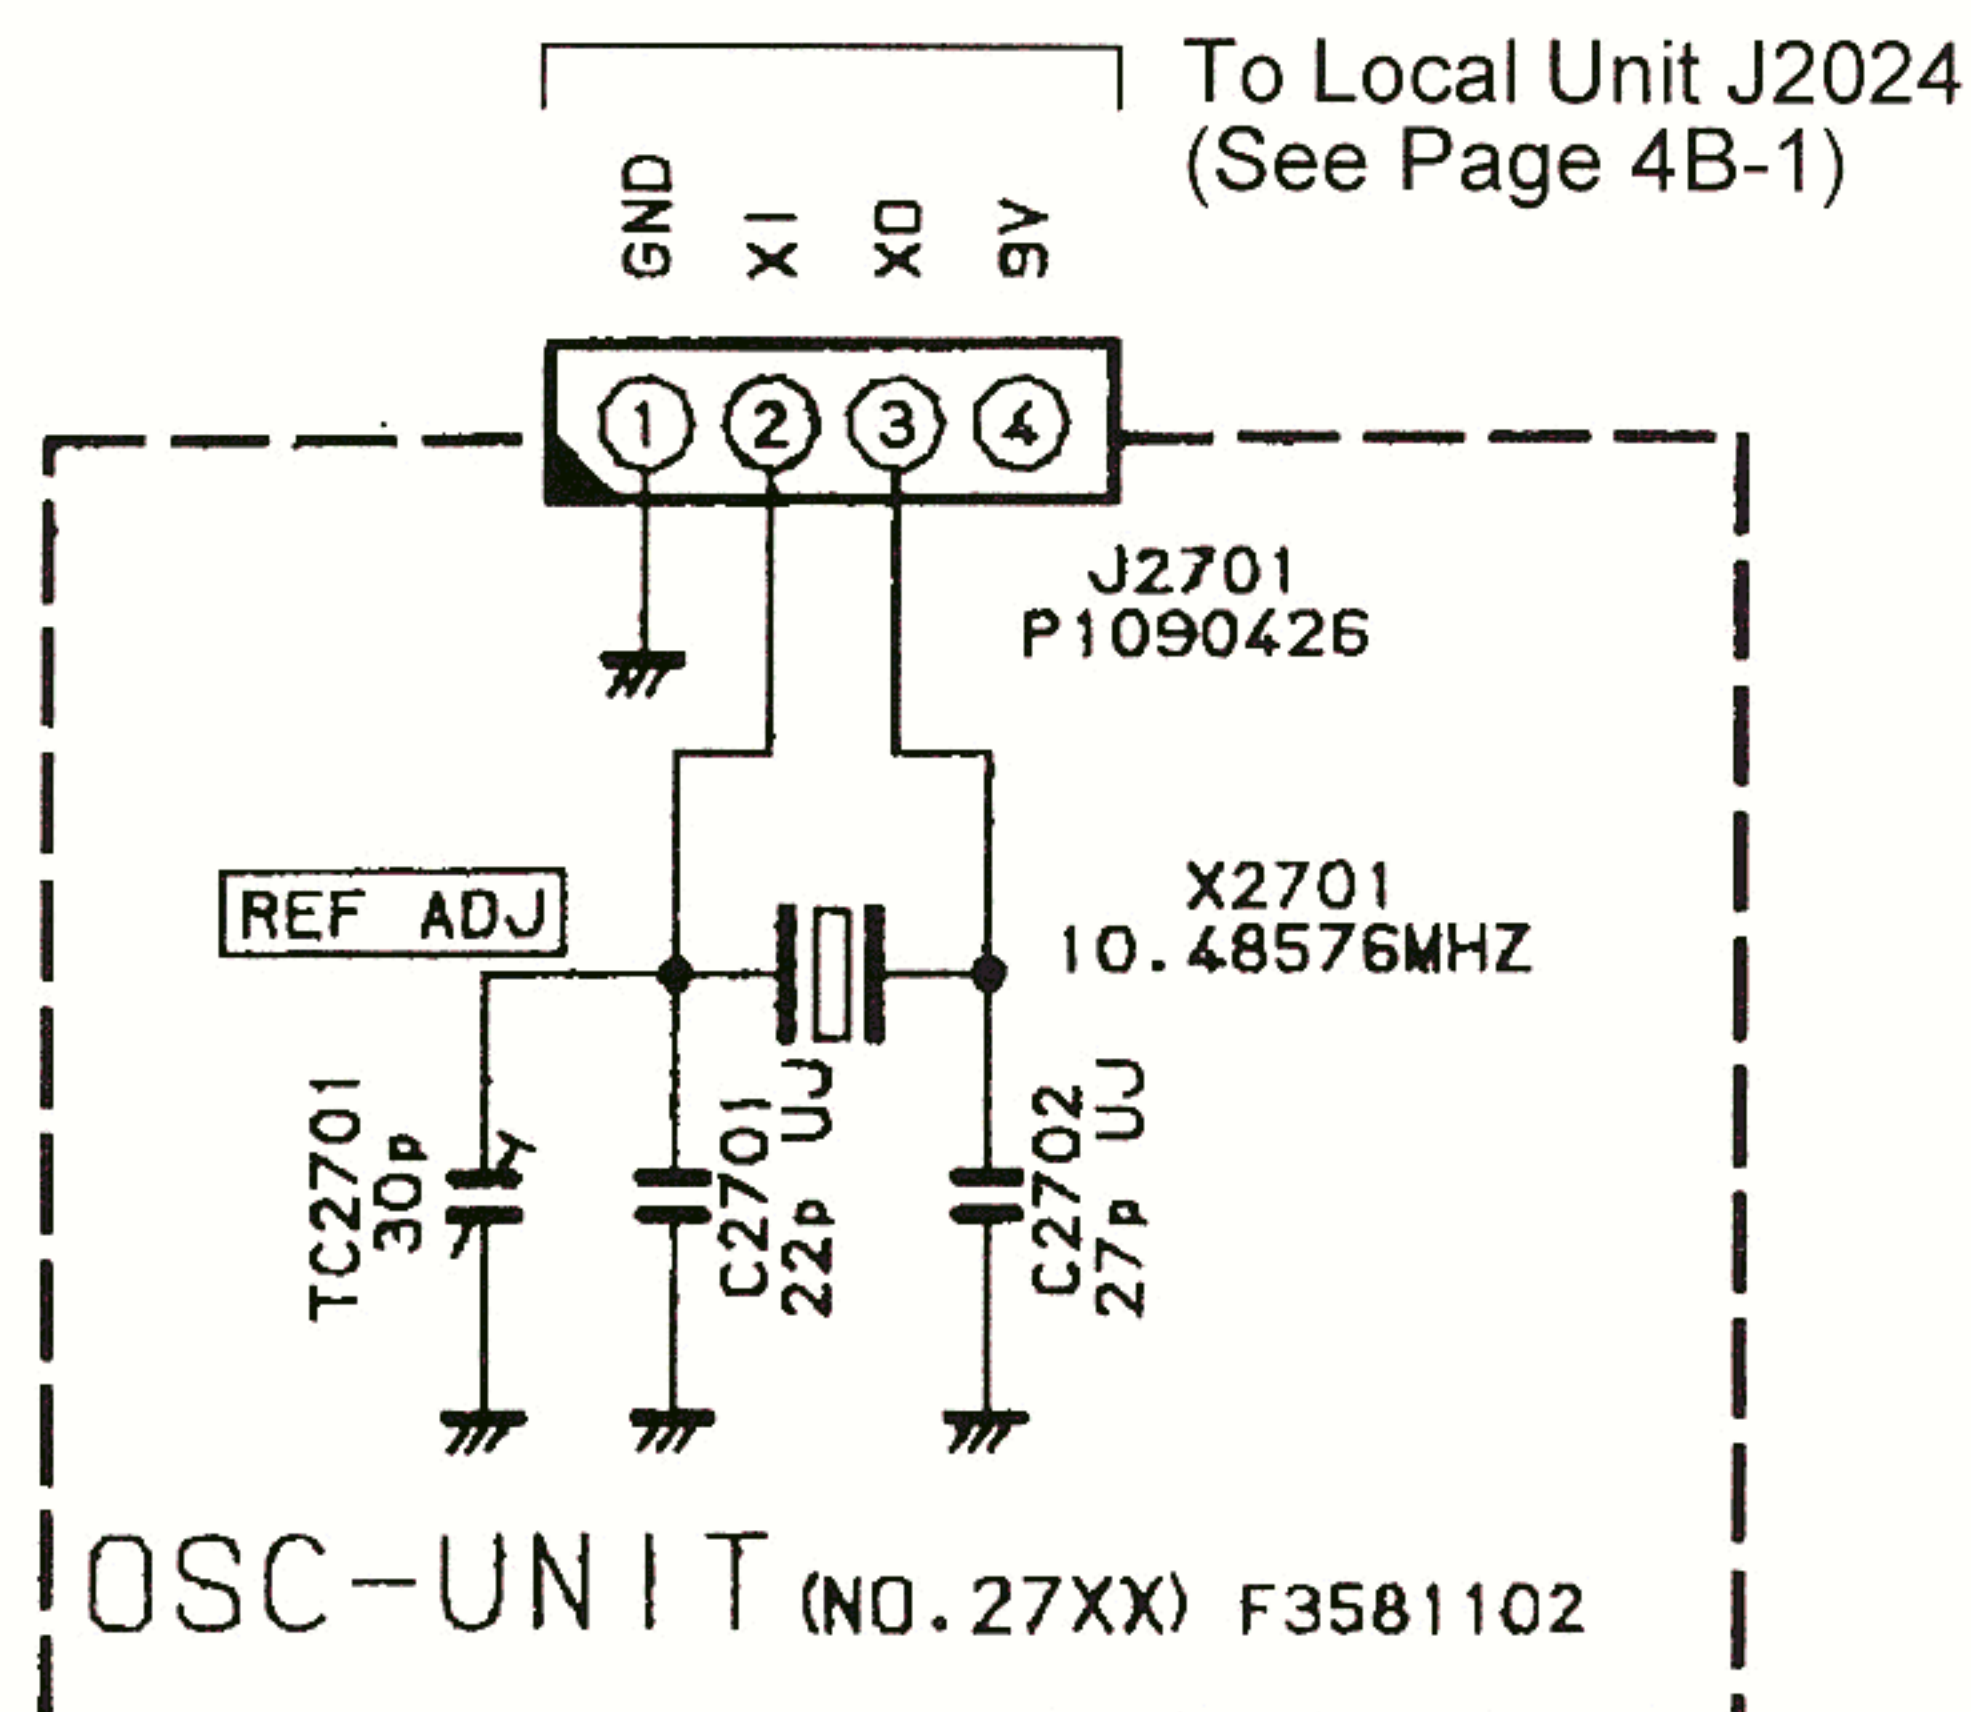 To Local Unit J2024
(See Page 4B-1)
GND
XI
XO
9V
1 2 3 4
J2701
P1090426
REF ADJ
X2701
10.48576MHZ
TC2701
30p
C2701
22p UJ
C2702
27p UJ
OSC-UNIT (NO.27XX) F3581102